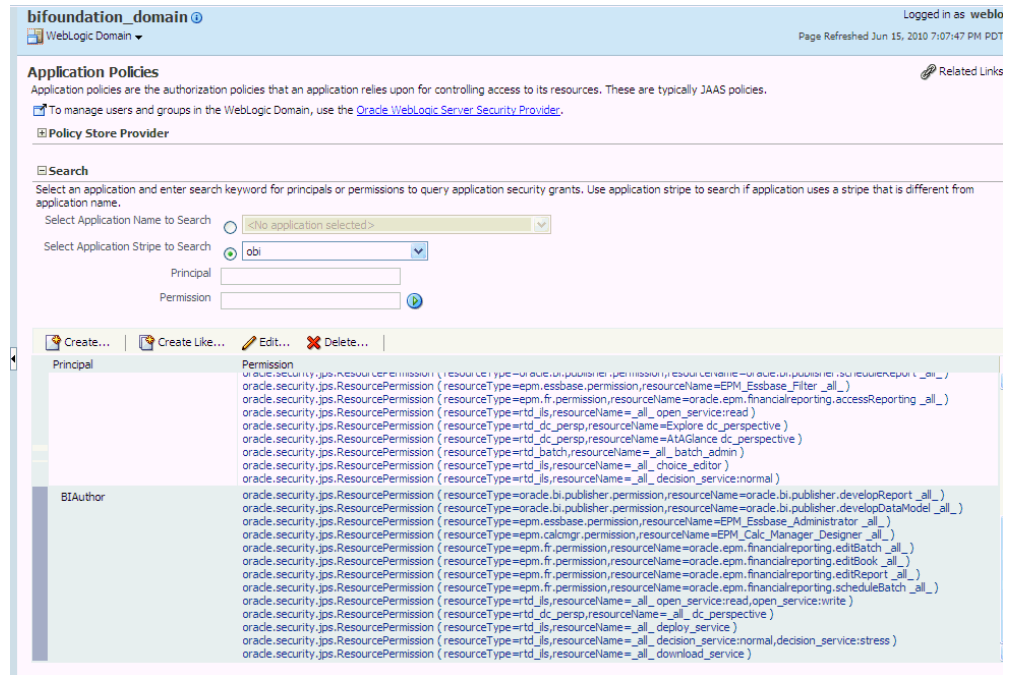 bifoundation_domain
Logged in as weblo
WebLogic Domain
Page Refreshed Jun 15, 2010 7:07:47 PM PDT
Application Policies
Related Links
Application policies are the authorization policies that an application relies upon for controlling access to its resources. These are typically JAAS policies.
To manage users and groups in the WebLogic Domain, use the Oracle WebLogic Server Security Provider.
Policy Store Provider
Search
Select an application and enter search keyword for principals or permissions to query application security grants. Use application stripe to search if application uses a stripe that is different from
application name.
Select Application Name to Search <No application selected>
Select Application Stripe to Search obi
Principal
Permission
Create... Create Like... Edit... Delete...
Principal Permission
oracle.security.jps.ResourcePermission ( resourceType=oracle.bi.publisher.permission,resourceName=oracle.bi.publisher.scheduleReport _all_ )
oracle.security.jps.ResourcePermission ( resourceType=epm.essbase.permission,resourceName=EPM_Essbase_Filter _all_ )
oracle.security.jps.ResourcePermission ( resourceType=epm.fr.permission,resourceName=oracle.epm.financialreporting.accessReporting _all_ )
oracle.security.jps.ResourcePermission ( resourceType=rtd_ils,resourceName=_all_ open_service:read )
oracle.security.jps.ResourcePermission ( resourceType=rtd_dc_persp,resourceName=Explore dc_perspective )
oracle.security.jps.ResourcePermission ( resourceType=rtd_dc_persp,resourceName=AtAGlance dc_perspective )
oracle.security.jps.ResourcePermission ( resourceType=rtd_batch,resourceName=_all_ batch_admin )
oracle.security.jps.ResourcePermission ( resourceType=rtd_ils,resourceName=_all_ choice_editor )
oracle.security.jps.ResourcePermission ( resourceType=rtd_ils,resourceName=_all_ decision_service:normal )
BIAuthor
oracle.security.jps.ResourcePermission ( resourceType=oracle.bi.publisher.permission,resourceName=oracle.bi.publisher.developReport _all_ )
oracle.security.jps.ResourcePermission ( resourceType=oracle.bi.publisher.permission,resourceName=oracle.bi.publisher.developDataModel _all_ )
oracle.security.jps.ResourcePermission ( resourceType=epm.essbase.permission,resourceName=EPM_Essbase_Administrator _all_ )
oracle.security.jps.ResourcePermission ( resourceType=epm.calcmgr.permission,resourceName=EPM_Calc_Manager_Designer _all_ )
oracle.security.jps.ResourcePermission ( resourceType=epm.fr.permission,resourceName=oracle.epm.financialreporting.editBatch _all_ )
oracle.security.jps.ResourcePermission ( resourceType=epm.fr.permission,resourceName=oracle.epm.financialreporting.editBook _all_ )
oracle.security.jps.ResourcePermission ( resourceType=epm.fr.permission,resourceName=oracle.epm.financialreporting.editReport _all_ )
oracle.security.jps.ResourcePermission ( resourceType=epm.fr.permission,resourceName=oracle.epm.financialreporting.scheduleBatch _all_ )
oracle.security.jps.ResourcePermission ( resourceType=rtd_ils,resourceName=_all_ open_service:read,open_service:write )
oracle.security.jps.ResourcePermission ( resourceType=rtd_dc_persp,resourceName=_all_ dc_perspective )
oracle.security.jps.ResourcePermission ( resourceType=rtd_ils,resourceName=_all_ deploy_service )
oracle.security.jps.ResourcePermission ( resourceType=rtd_ils,resourceName=_all_ decision_service:normal,decision_service:stress )
oracle.security.jps.ResourcePermission ( resourceType=rtd_ils,resourceName=_all_ download_service )